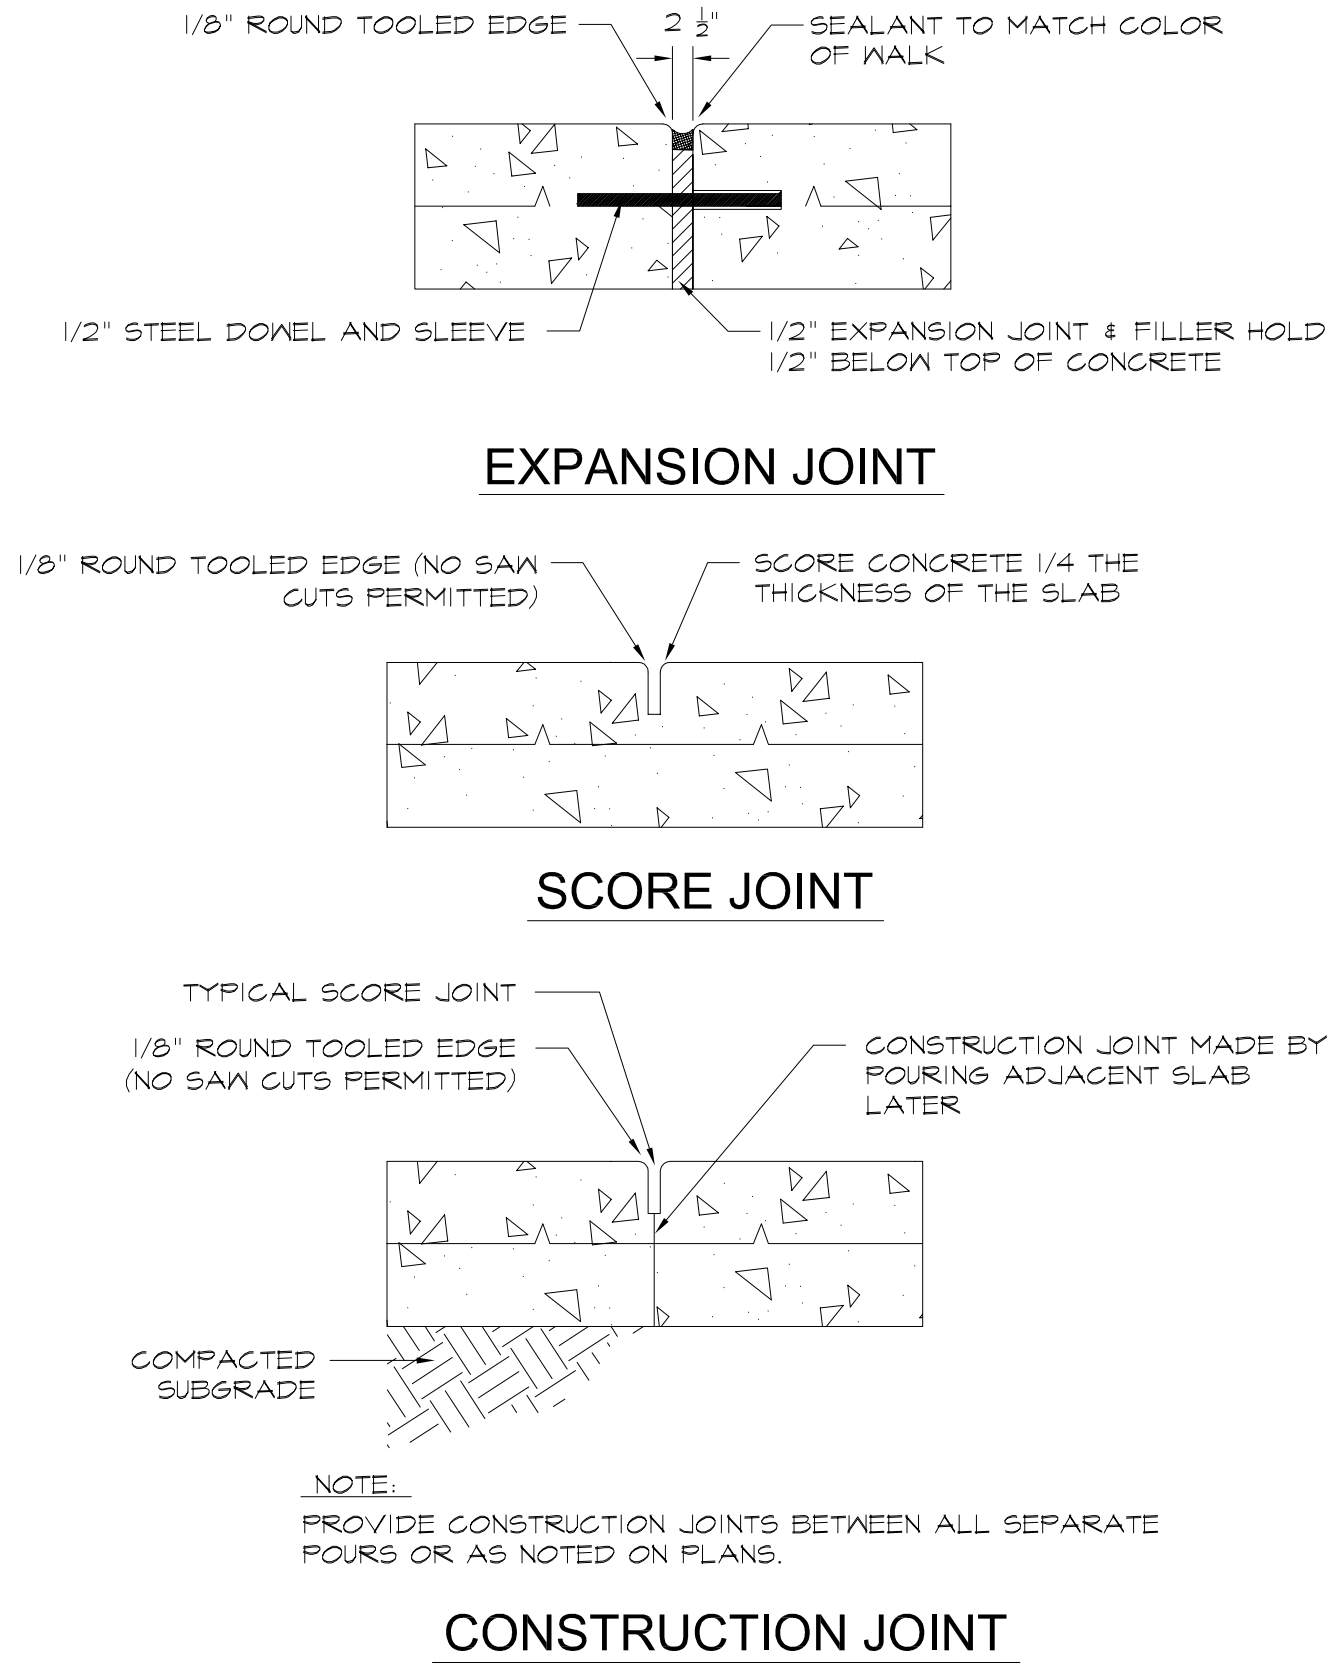 1/8" ROUND TOOLED EDGE
2 1/2"
SEALANT TO MATCH COLOR
OF WALK
1/2" STEEL DOWEL AND SLEEVE
1/2" EXPANSION JOINT & FILLER HOLD
1/2" BELOW TOP OF CONCRETE
EXPANSION JOINT
1/8" ROUND TOOLED EDGE (NO SAW
CUTS PERMITTED)
SCORE CONCRETE 1/4 THE
THICKNESS OF THE SLAB
SCORE JOINT
TYPICAL SCORE JOINT
1/8" ROUND TOOLED EDGE
(NO SAW CUTS PERMITTED)
CONSTRUCTION JOINT MADE BY
POURING ADJACENT SLAB
LATER
COMPACTED
SUBGRADE
NOTE:
PROVIDE CONSTRUCTION JOINTS BETWEEN ALL SEPARATE
POURS OR AS NOTED ON PLANS.
CONSTRUCTION JOINT